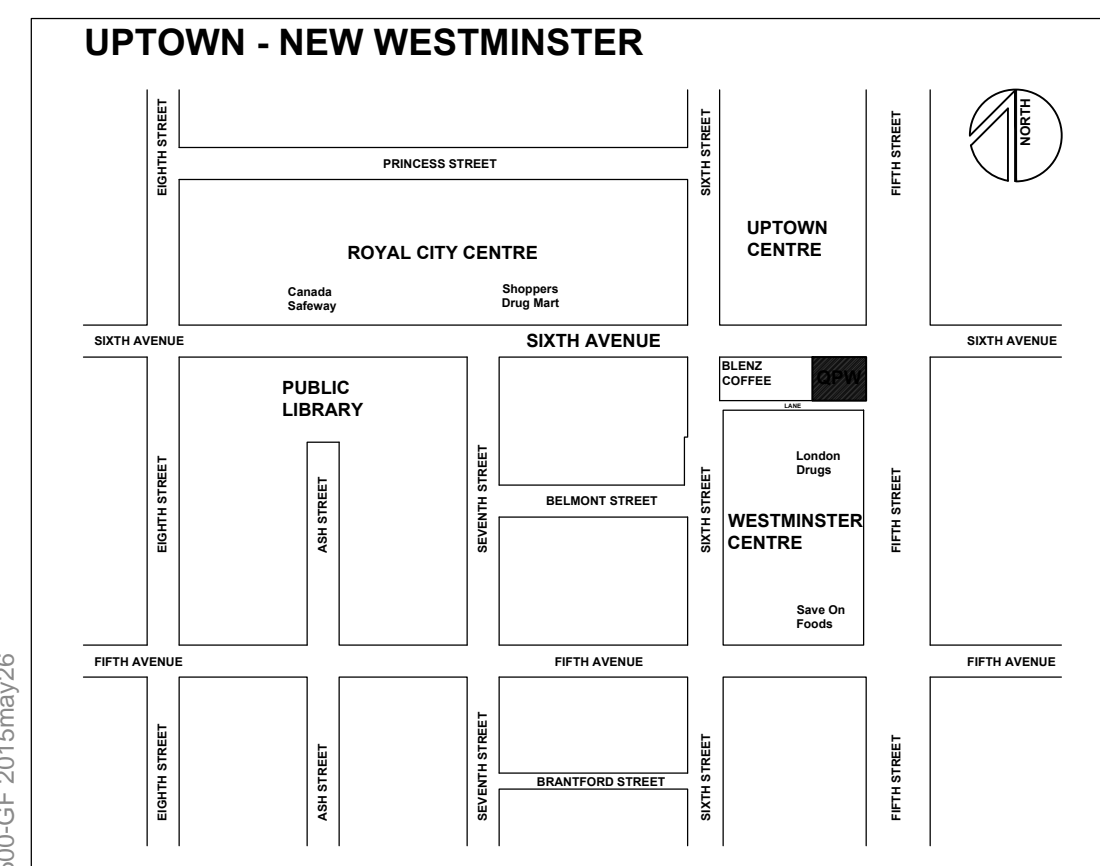 UPTOWN - NEW WESTMINSTER
EIGHTH STREET
SIXTH STREET
FIFTH STREET
NORTH
PRINCESS STREET
UPTOWN
CENTRE
ROYAL CITY CENTRE
Canada
Safeway
Shoppers
Drug Mart
SIXTH AVENUE
SIXTH AVENUE
SIXTH AVENUE
BLENZ
COFFEE
QPW
LANE
PUBLIC
LIBRARY
London
Drugs
EIGHTH STREET
ASH STREET
SEVENTH STREET
BELMONT STREET
SIXTH STREET
WESTMINSTER
CENTRE
FIFTH STREET
Save On
Foods
FIFTH AVENUE
FIFTH AVENUE
FIFTH AVENUE
EIGHTH STREET
ASH STREET
SEVENTH STREET
BRANTFORD STREET
SIXTH STREET
FIFTH STREET
2015may26